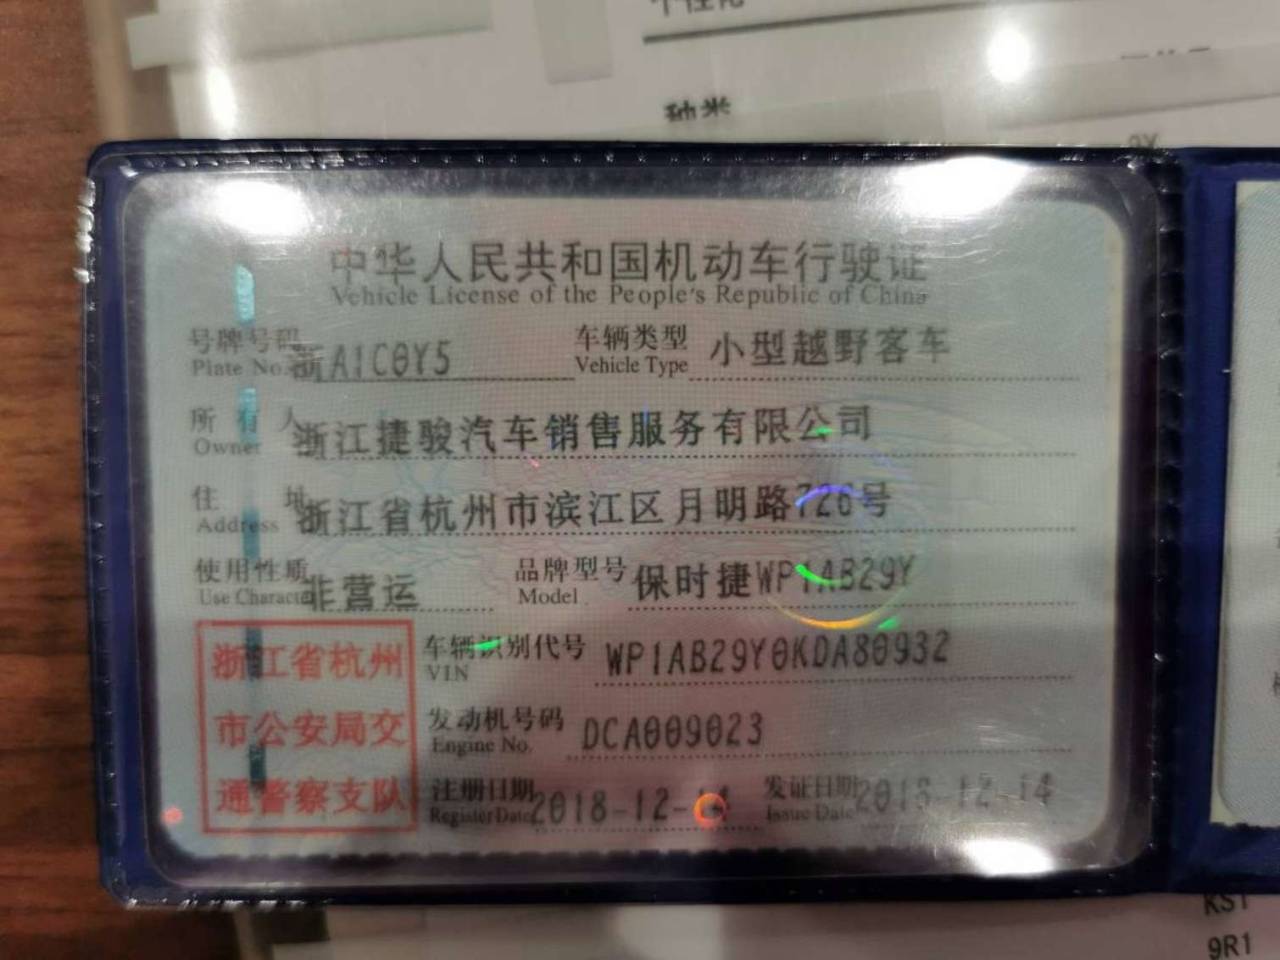 个性化
种类
中华人民共和国机动车行驶证
Vehicle License of the People's Republic of China
号牌号码 浙A1C0Y5 车辆类型 小型越野客车
Plate No. Vehicle Type
所有人 浙江捷骏汽车销售服务有限公司
Owner
住址 浙江省杭州市滨江区月明路726号
Address
使用性质 非营运 品牌型号 保时捷WP1AB29Y
Use Character Model
浙江省杭州 车辆识别代号 WP1AB29Y0KDA80932
VIN
市公安局交 发动机号码 DCA009023
Engine No.
通警察支队 注册日期 2018-12-14 发证日期 2018-12-14
Register Date Issue Date
KST
9R1